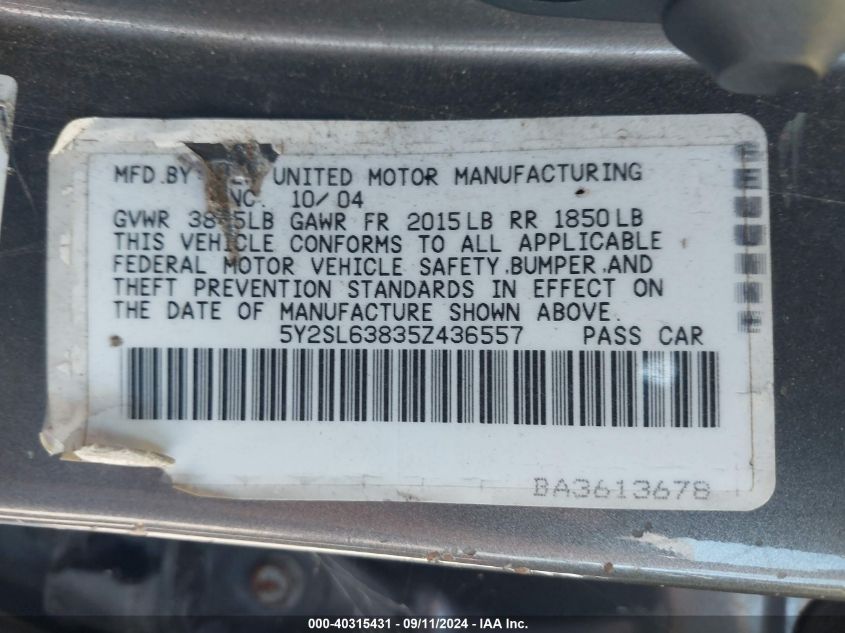 MFD.BY: UNITED MOTOR MANUFACTURING
INC. 10/04
GVWR LB GAWR FR 2015LB RR 1850LB
THIS VEHICLE CONFORMS TO ALL APPLICABLE
FEDERAL MOTOR VEHICLE SAFETY,BUMPER,AND
THEFT PREVENTION STANDARDS IN EFFECT ON
THE DATE OF MANUFACTURE SHOWN ABOVE.
5Y2SL63835Z436557 PASS CAR
BA3613678
000-40315431 - 09/11/2024 - IAA Inc.